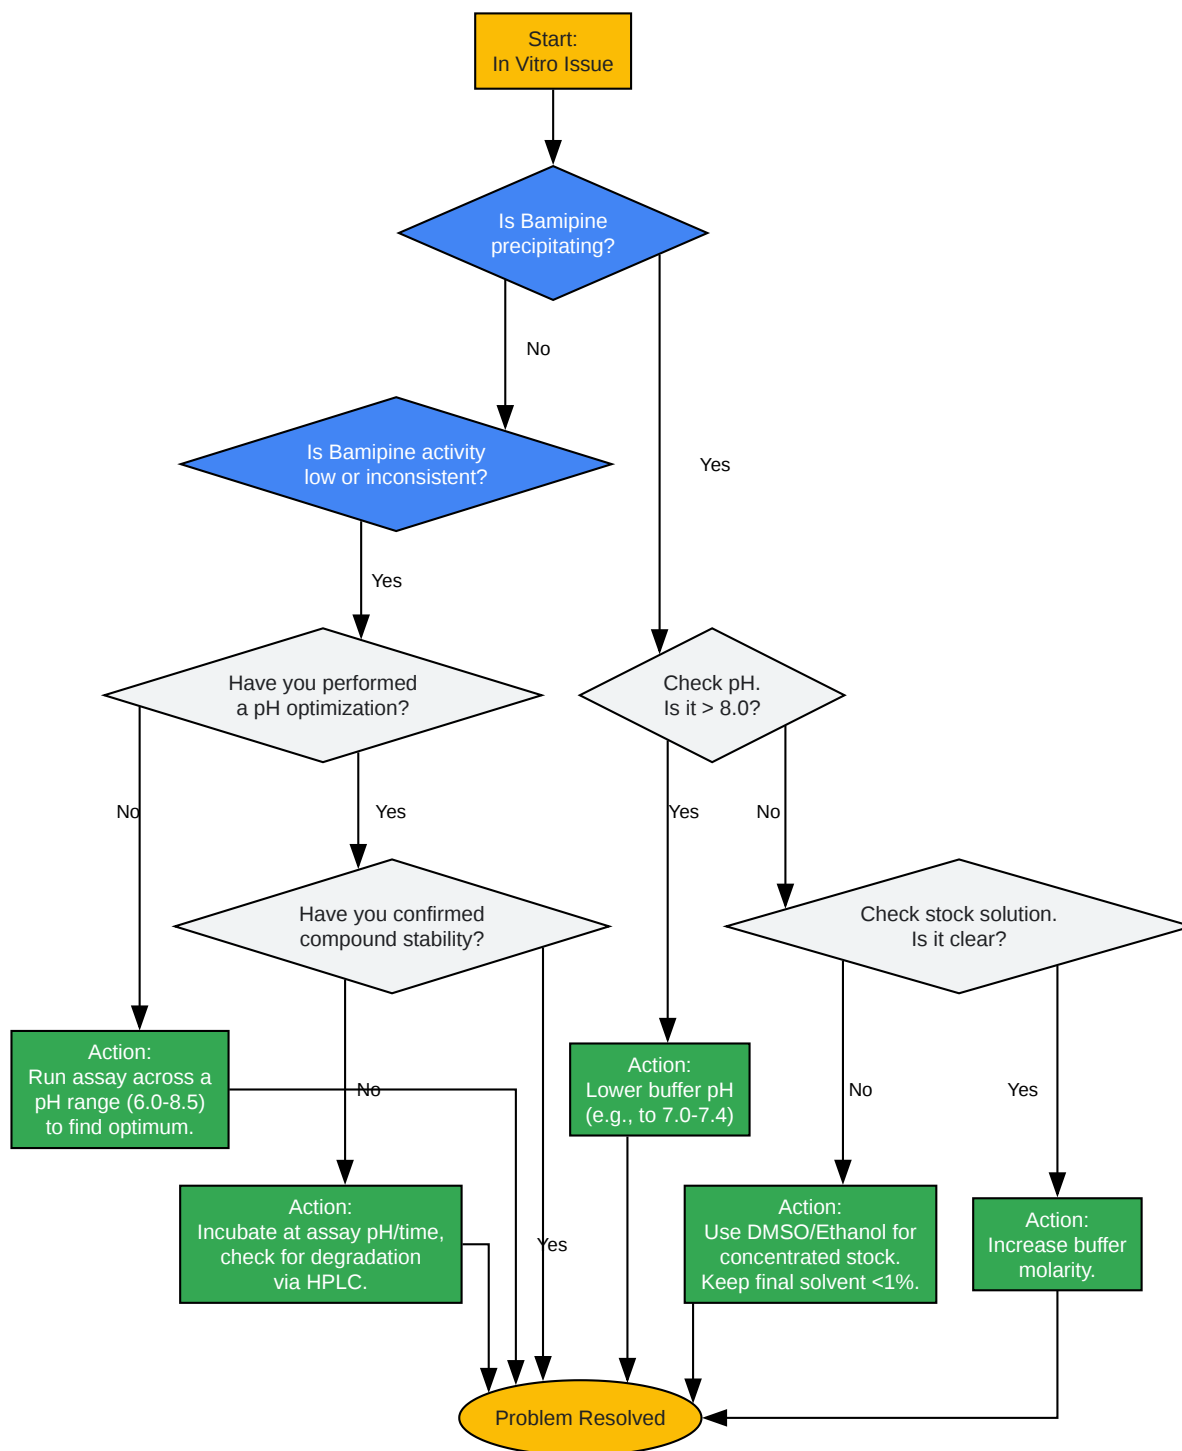 Start:
In Vitro Issue
Is Bamipine
precipitating?
No
Yes
Is Bamipine activity
low or inconsistent?
Yes
Have you performed
a pH optimization?
Check pH.
Is it > 8.0?
No
Yes
Yes
No
Have you confirmed
compound stability?
Check stock solution.
Is it clear?
Action:
Run assay across a
pH range (6.0-8.5)
to find optimum.
No
Action:
Lower buffer pH
(e.g., to 7.0-7.4)
No
Yes
Action:
Incubate at assay pH/time,
check for degradation
via HPLC.
Yes
Action:
Use DMSO/Ethanol for
concentrated stock.
Keep final solvent <1%.
Action:
Increase buffer
molarity.
Problem Resolved